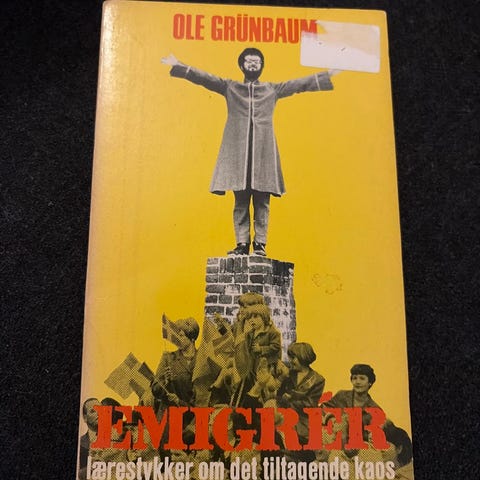 OLE GRÜNBAUM
EMIGRÉR
lærestykker om det tiltagende kaos